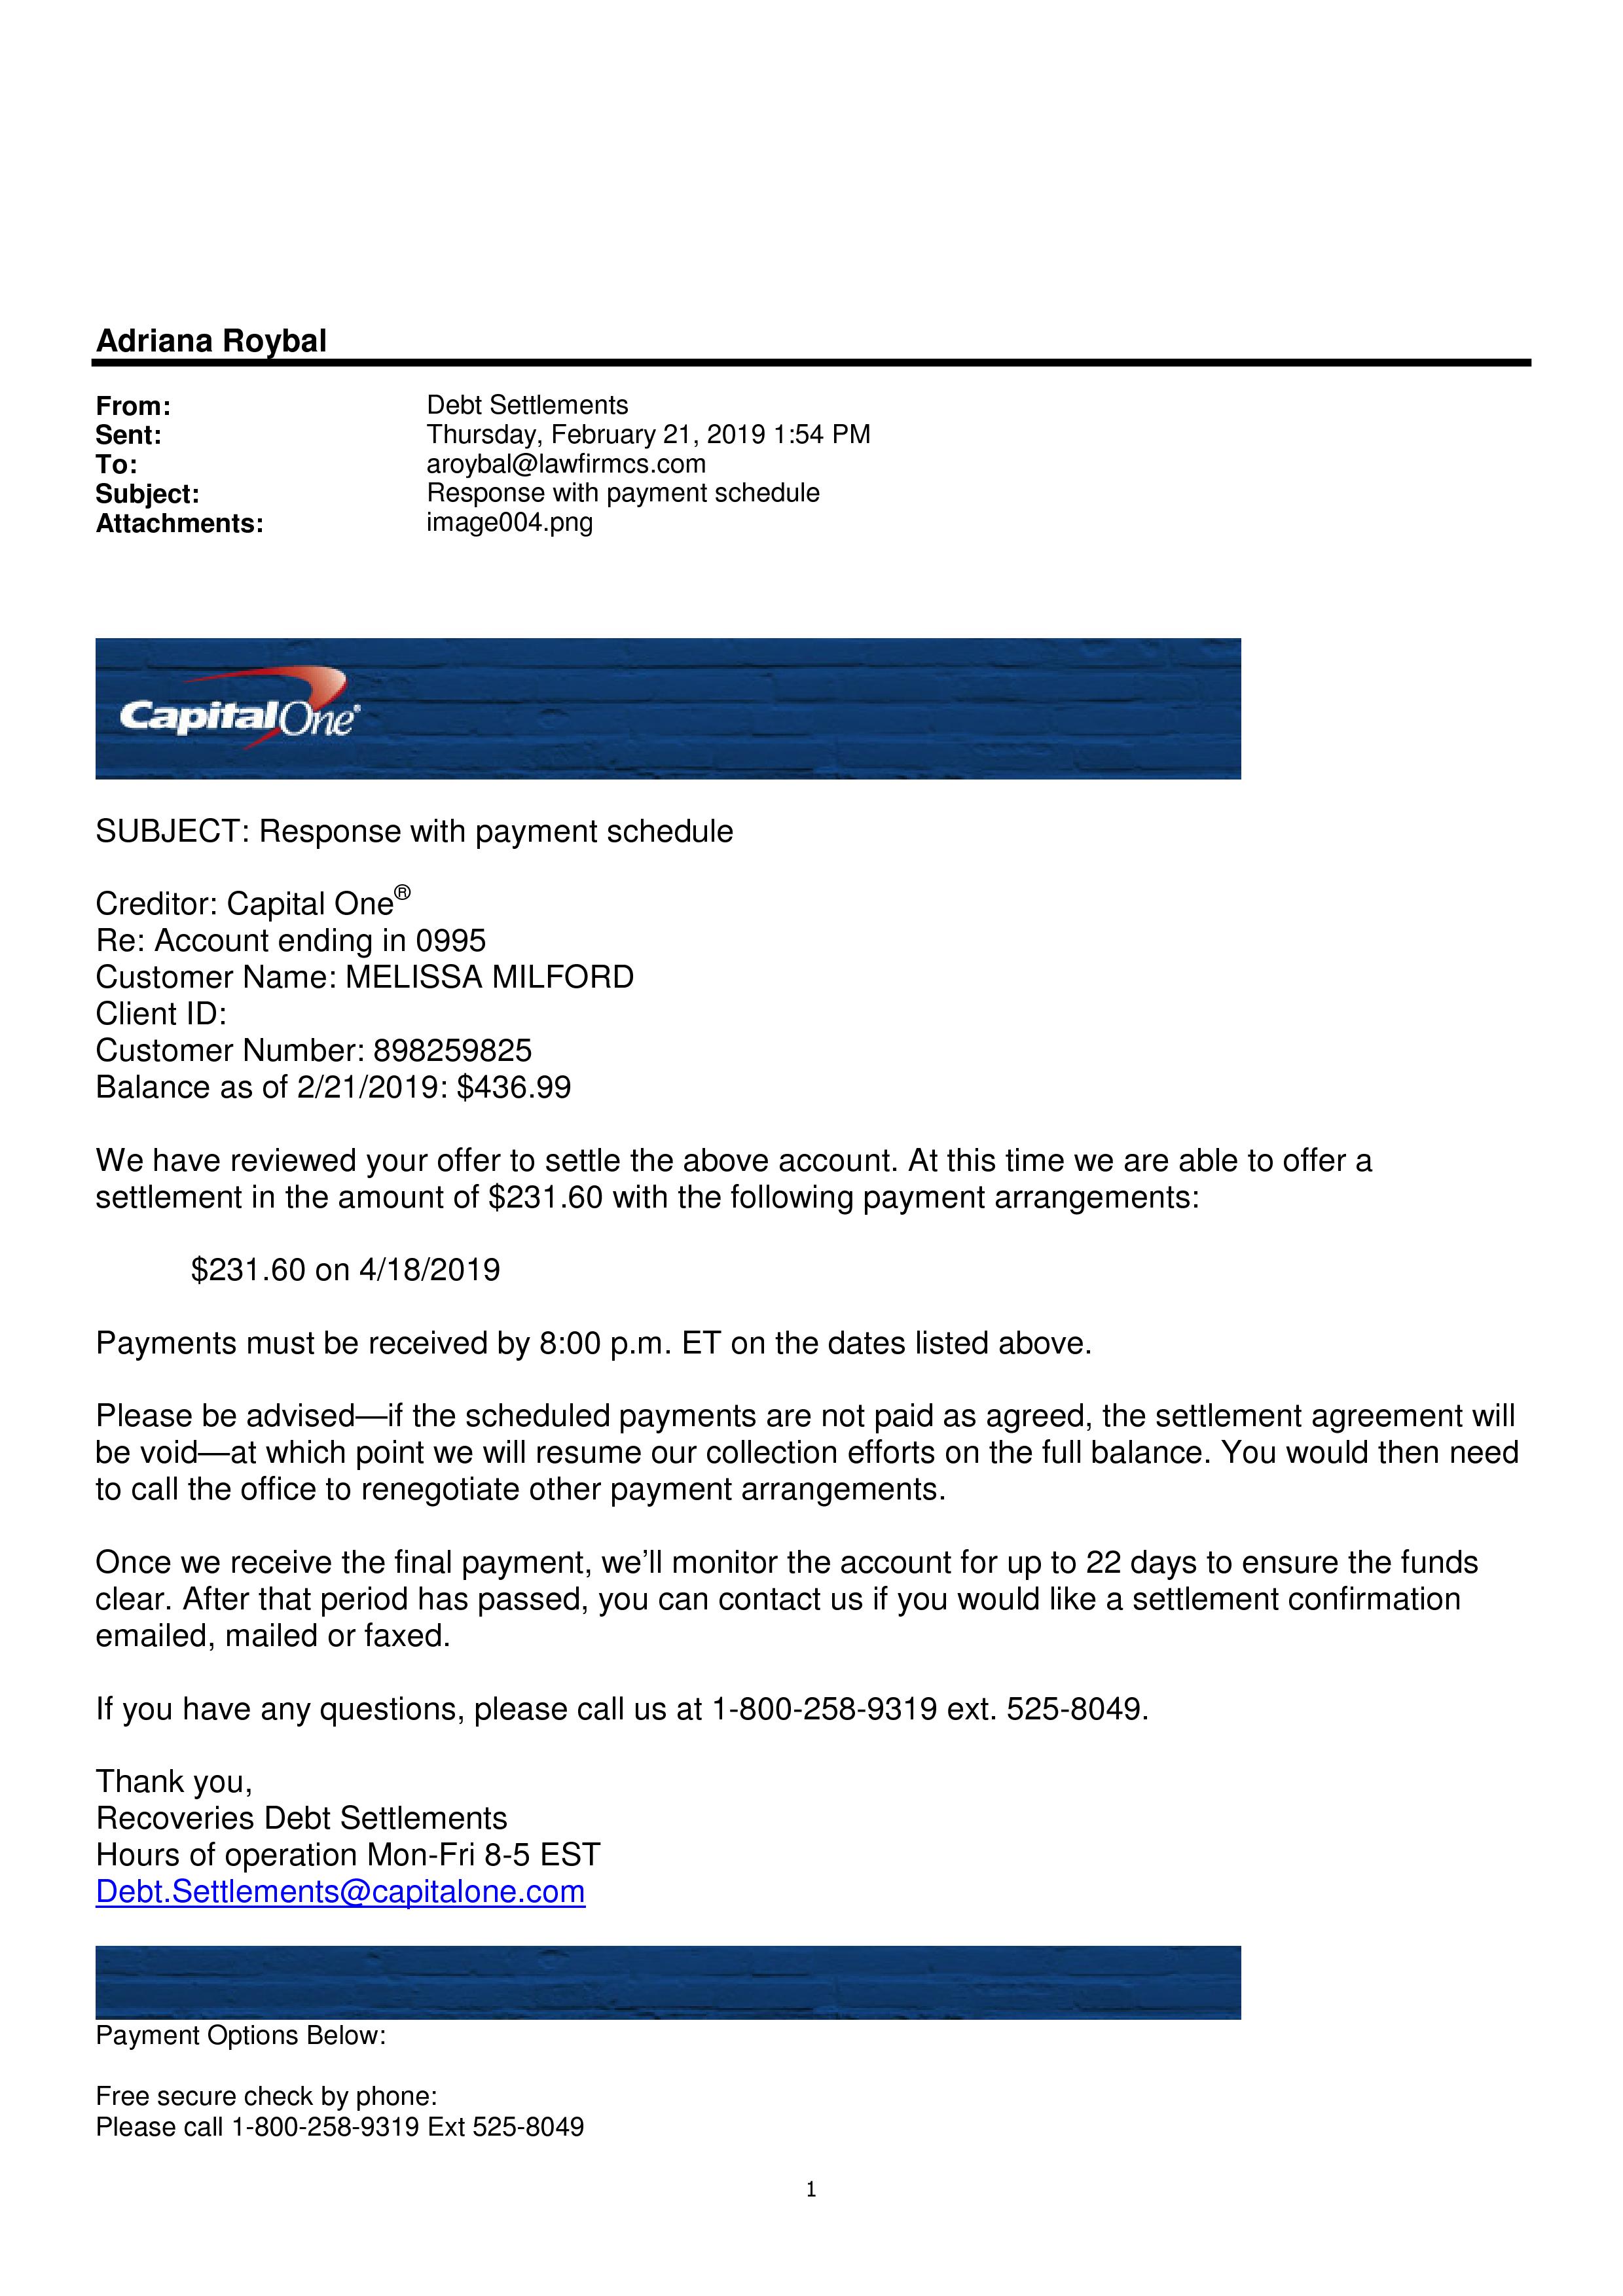 Adriana Roybal
From: Debt Settlements
Sent: Thursday, February 21, 2019 1:54 PM
To: aroybal@lawfirmcs.com
Subject: Response with payment schedule
Attachments: image004.png
CapitalOne®
SUBJECT: Response with payment schedule
Creditor: Capital One®
Re: Account ending in 0995
Customer Name: MELISSA MILFORD
Client ID:
Customer Number: 898259825
Balance as of 2/21/2019: $436.99
We have reviewed your offer to settle the above account. At this time we are able to offer a
settlement in the amount of $231.60 with the following payment arrangements:
$231.60 on 4/18/2019
Payments must be received by 8:00 p.m. ET on the dates listed above.
Please be advised—if the scheduled payments are not paid as agreed, the settlement agreement will
be void—at which point we will resume our collection efforts on the full balance. You would then need
to call the office to renegotiate other payment arrangements.
Once we receive the final payment, we’ll monitor the account for up to 22 days to ensure the funds
clear. After that period has passed, you can contact us if you would like a settlement confirmation
emailed, mailed or faxed.
If you have any questions, please call us at 1-800-258-9319 ext. 525-8049.
Thank you,
Recoveries Debt Settlements
Hours of operation Mon-Fri 8-5 EST
Debt.Settlements@capitalone.com
Payment Options Below:
Free secure check by phone:
Please call 1-800-258-9319 Ext 525-8049
1